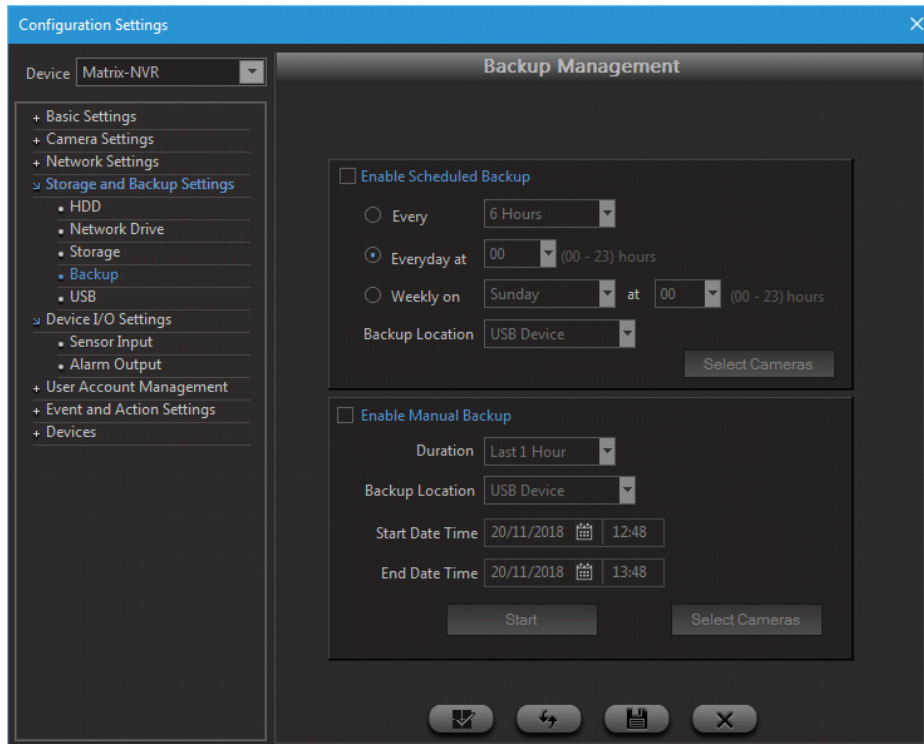 Configuration Settings
Device Matrix-NVR
Backup Management
+ Basic Settings
+ Camera Settings
+ Network Settings
Storage and Backup Settings
• HDD
• Network Drive
• Storage
• Backup
• USB
Device I/O Settings
• Sensor Input
• Alarm Output
+ User Account Management
+ Event and Action Settings
+ Devices
Enable Scheduled Backup
Every 6 Hours
Everyday at 00 (00 - 23) hours
Weekly on Sunday at 00 (00 - 23) hours
Backup Location USB Device
Select Cameras
Enable Manual Backup
Duration Last 1 Hour
Backup Location USB Device
Start Date Time 20/11/2018 12:48
End Date Time 20/11/2018 13:48
Start Select Cameras